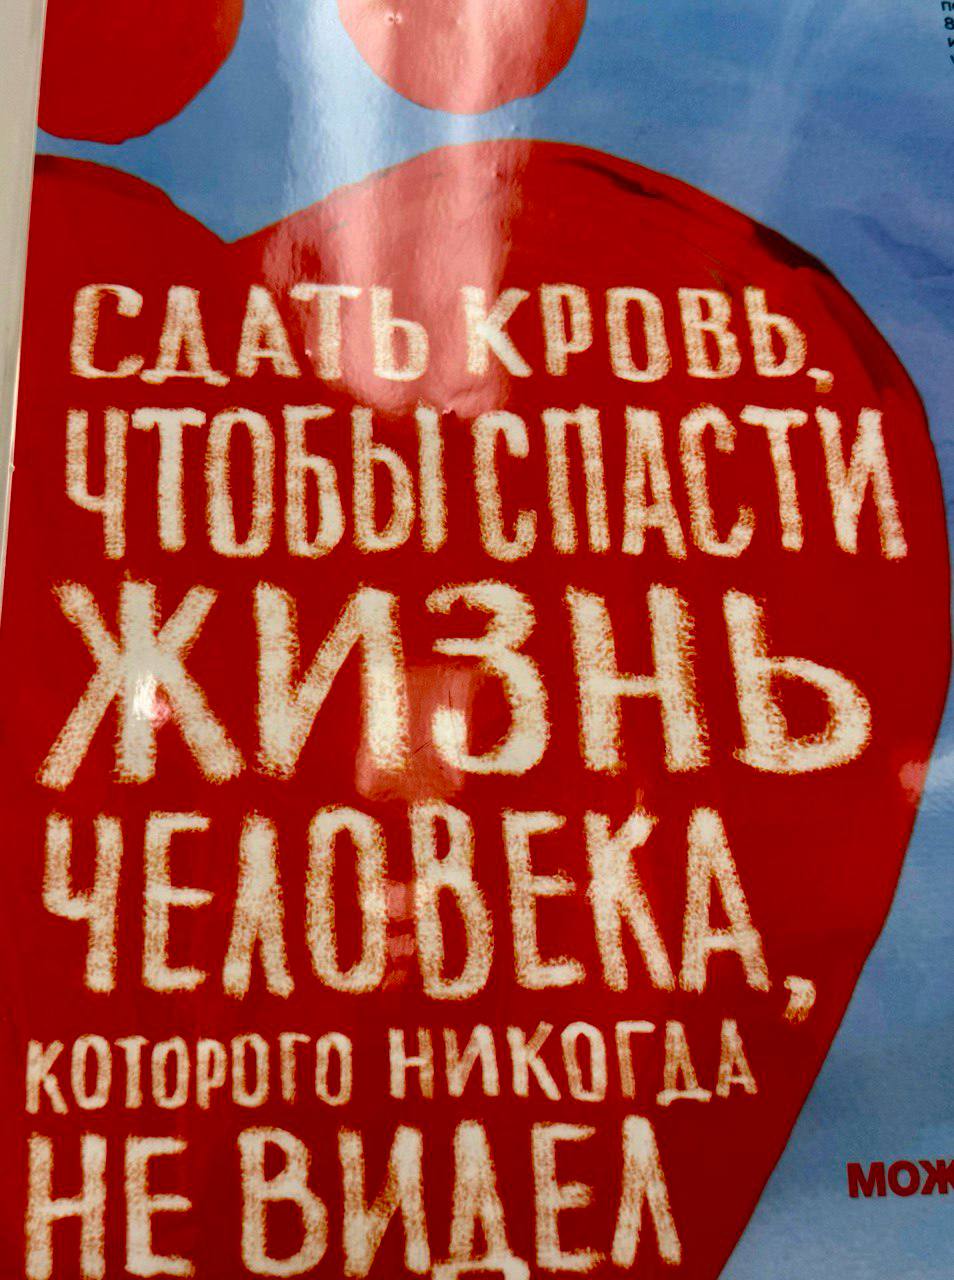 СДАТЬ КРОВЬ,
ЧТОБЫ СПАСТИ
ЖИЗНЬ
ЧЕЛОВЕКА,
КОТОРОГО НИКОГДА
НЕ ВИДЕЛ